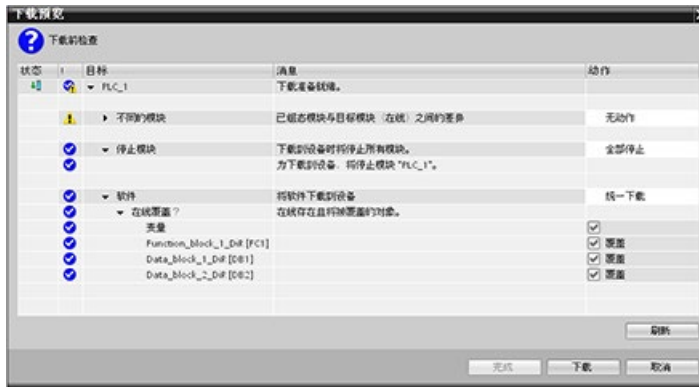 下载预览
下载前检查
状态 ! 目标 消息 动作
PLC_1 下载准备就绪。
不同的模块 已组态模块与目标模块（在线）之间的差异 无动作
停止模块 下载到设备时将停止所有模块。 全部停止
为下载到设备，将停止模块 "PLC_1"。
软件 将软件下载到设备 统一下载
在线覆盖？ 在线存在且将被覆盖的对象。
变量
Function_block_1_Dif [FC1] 覆盖
Data_block_1_Dif [DB1] 覆盖
Data_block_2_Dif [DB2] 覆盖
刷新
完成 下载 取消